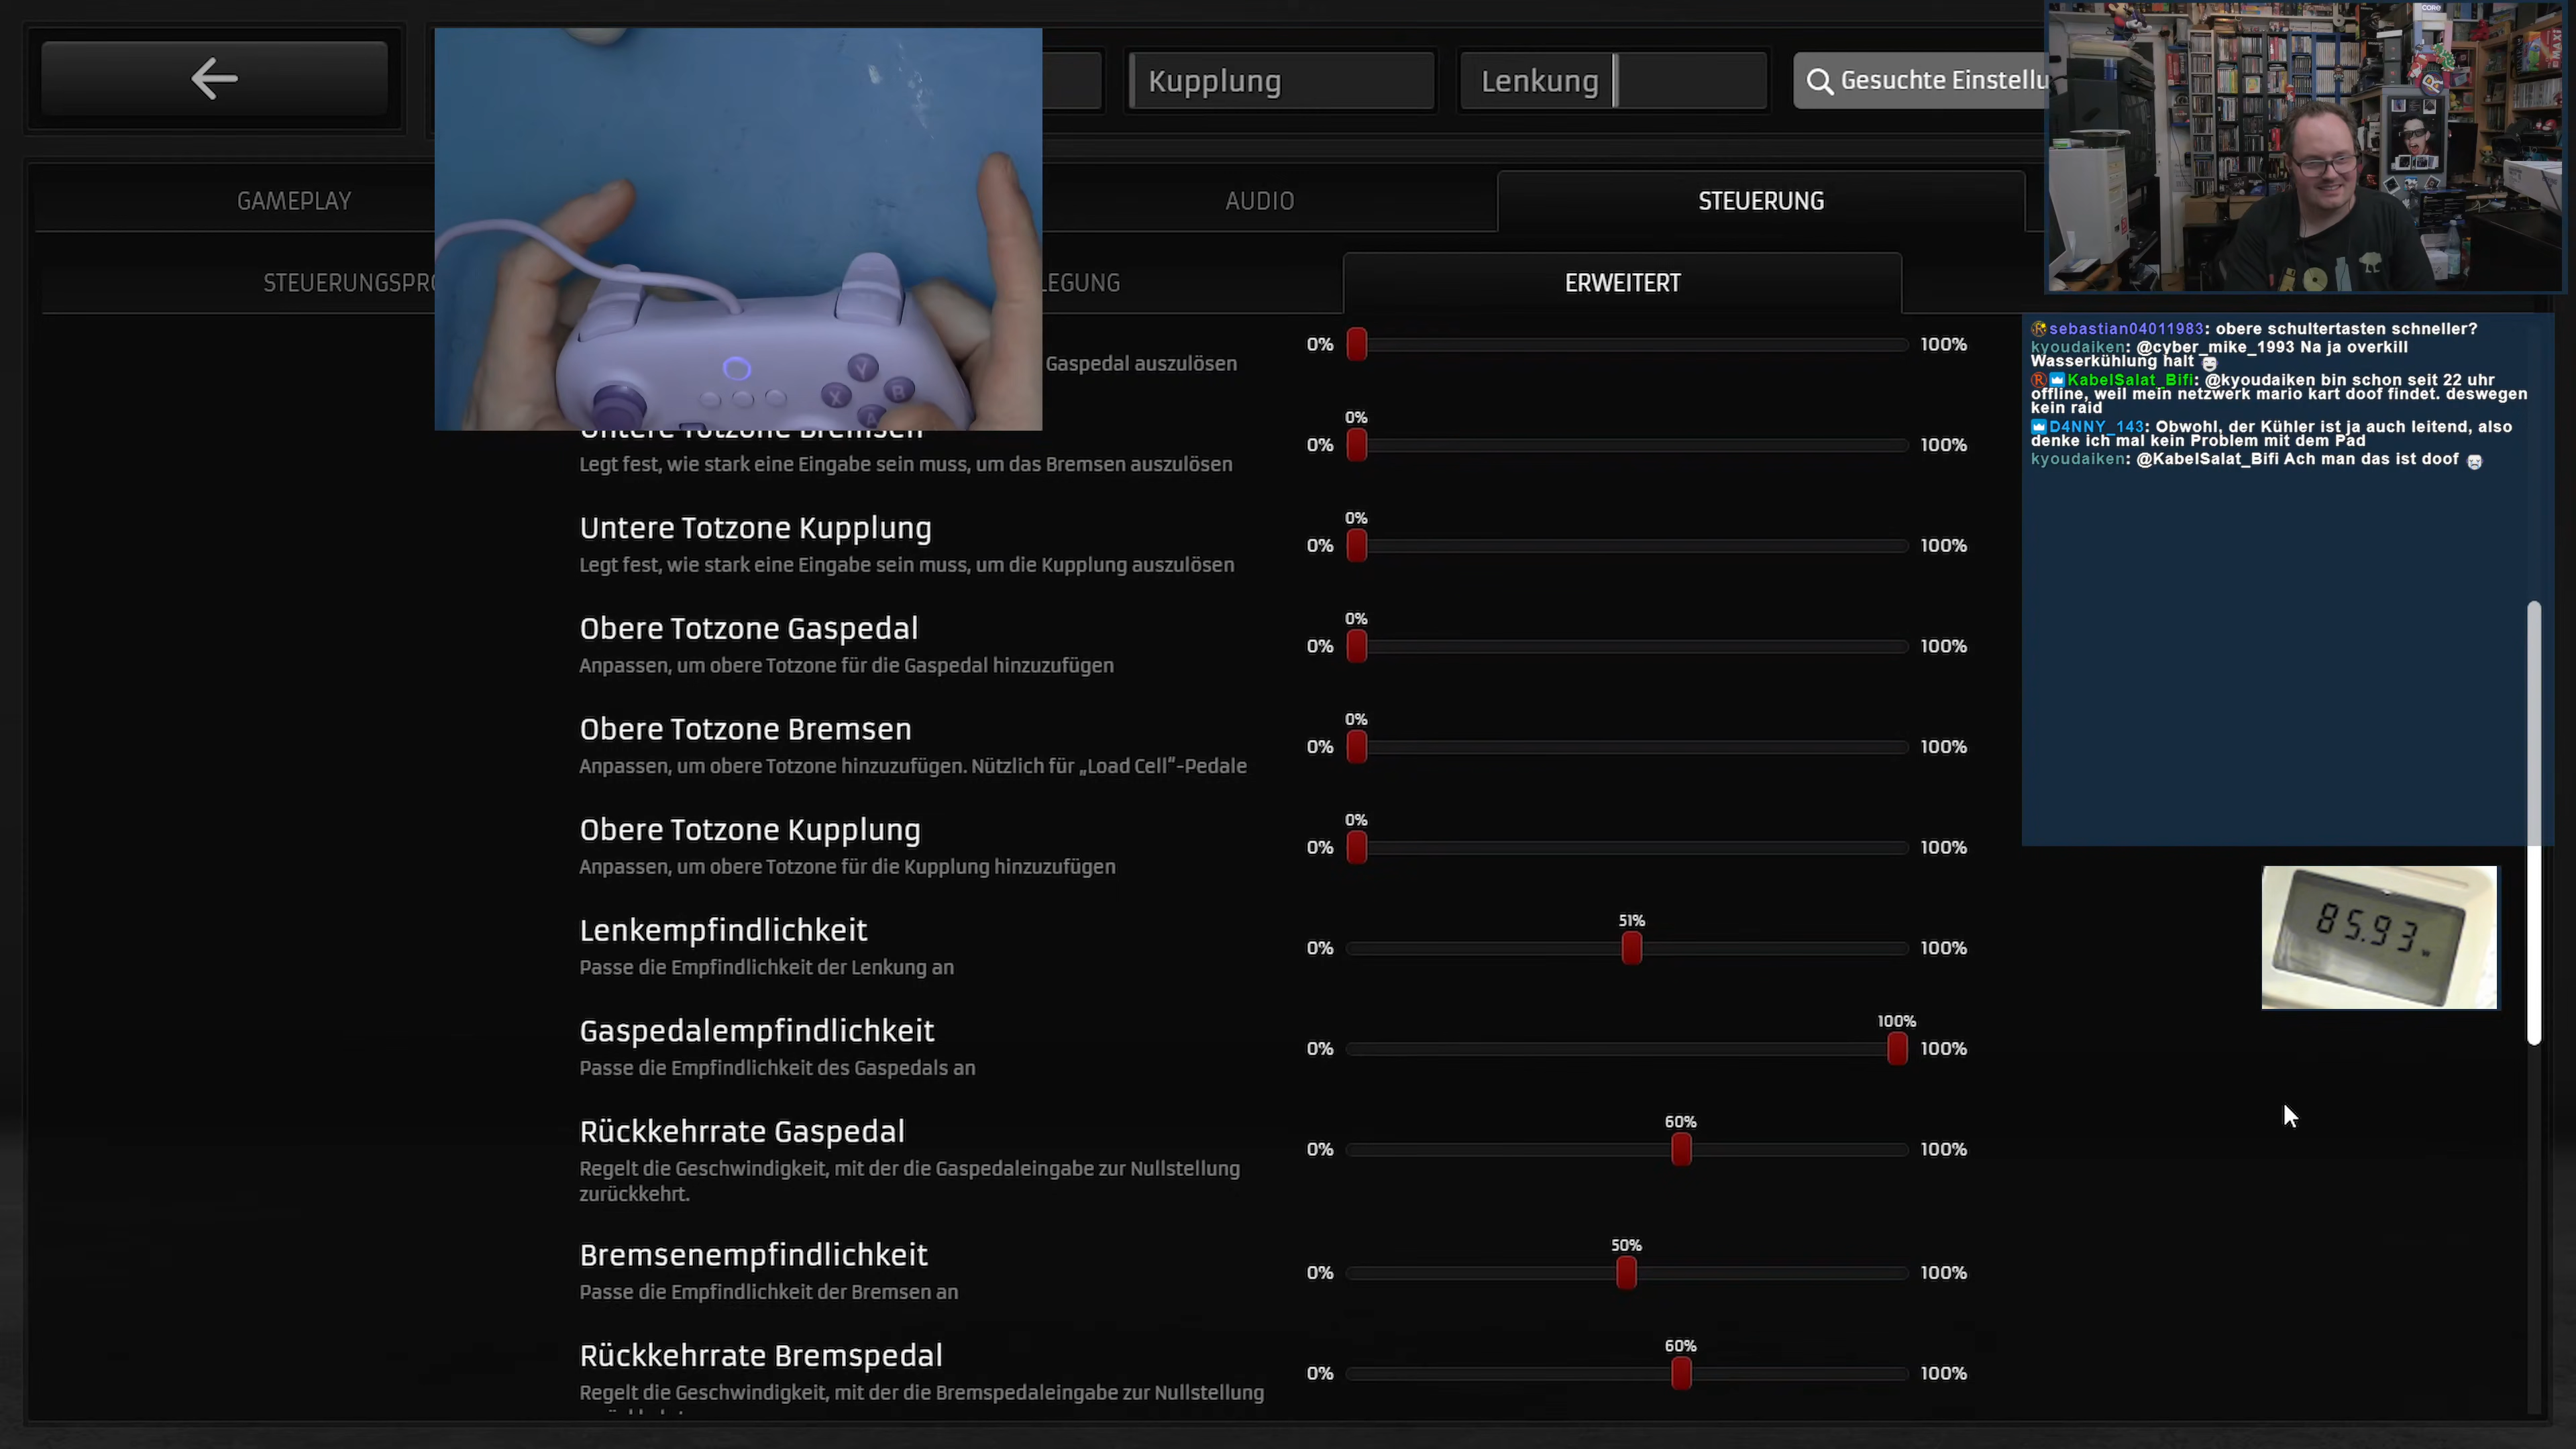 Kupplung
Lenkung
Gesuchte Einstellu
GAMEPLAY
AUDIO
STEUERUNG
STEUERUNGSPRO
LEGUNG
ERWEITERT
Gaspedal auszulösen
0%
100%
Untere Totzone Bremsen
Legt fest, wie stark eine Eingabe sein muss, um das Bremsen auszulösen
0%
0%
100%
Untere Totzone Kupplung
Legt fest, wie stark eine Eingabe sein muss, um die Kupplung auszulösen
0%
0%
100%
Obere Totzone Gaspedal
Anpassen, um obere Totzone für die Gaspedal hinzuzufügen
0%
0%
100%
Obere Totzone Bremsen
Anpassen, um obere Totzone hinzuzufügen. Nützlich für „Load Cell“-Pedale
0%
0%
100%
Obere Totzone Kupplung
Anpassen, um obere Totzone für die Kupplung hinzuzufügen
0%
0%
100%
Lenkempfindlichkeit
Passe die Empfindlichkeit der Lenkung an
51%
0%
100%
Gaspedalempfindlichkeit
Passe die Empfindlichkeit des Gaspedals an
100%
0%
100%
Rückkehrrate Gaspedal
Regelt die Geschwindigkeit, mit der die Gaspedaleingabe zur Nullstellung
zurückkehrt.
60%
0%
100%
Bremsenempfindlichkeit
Passe die Empfindlichkeit der Bremsen an
50%
0%
100%
Rückkehrrate Bremspedal
Regelt die Geschwindigkeit, mit der die Bremspedaleingabe zur Nullstellung
60%
0%
100%
sebastian04011983: obere schultertasten schneller?
kyoudaiken: @cyber_mike_1993 Na ja overkill
Wasserkühlung halt
KabelSalat_Bifi: @kyoudaiken bin schon seit 22 uhr
offline, weil mein netzwerk mario kart doof findet. deswegen
kein raid
D4NNY_143: Obwohl, der Kühler ist ja auch leitend, also
denke ich mal kein Problem mit dem Pad
kyoudaiken: @KabelSalat_Bifi Ach man das ist doof
85.93 w
Y
X
B
A